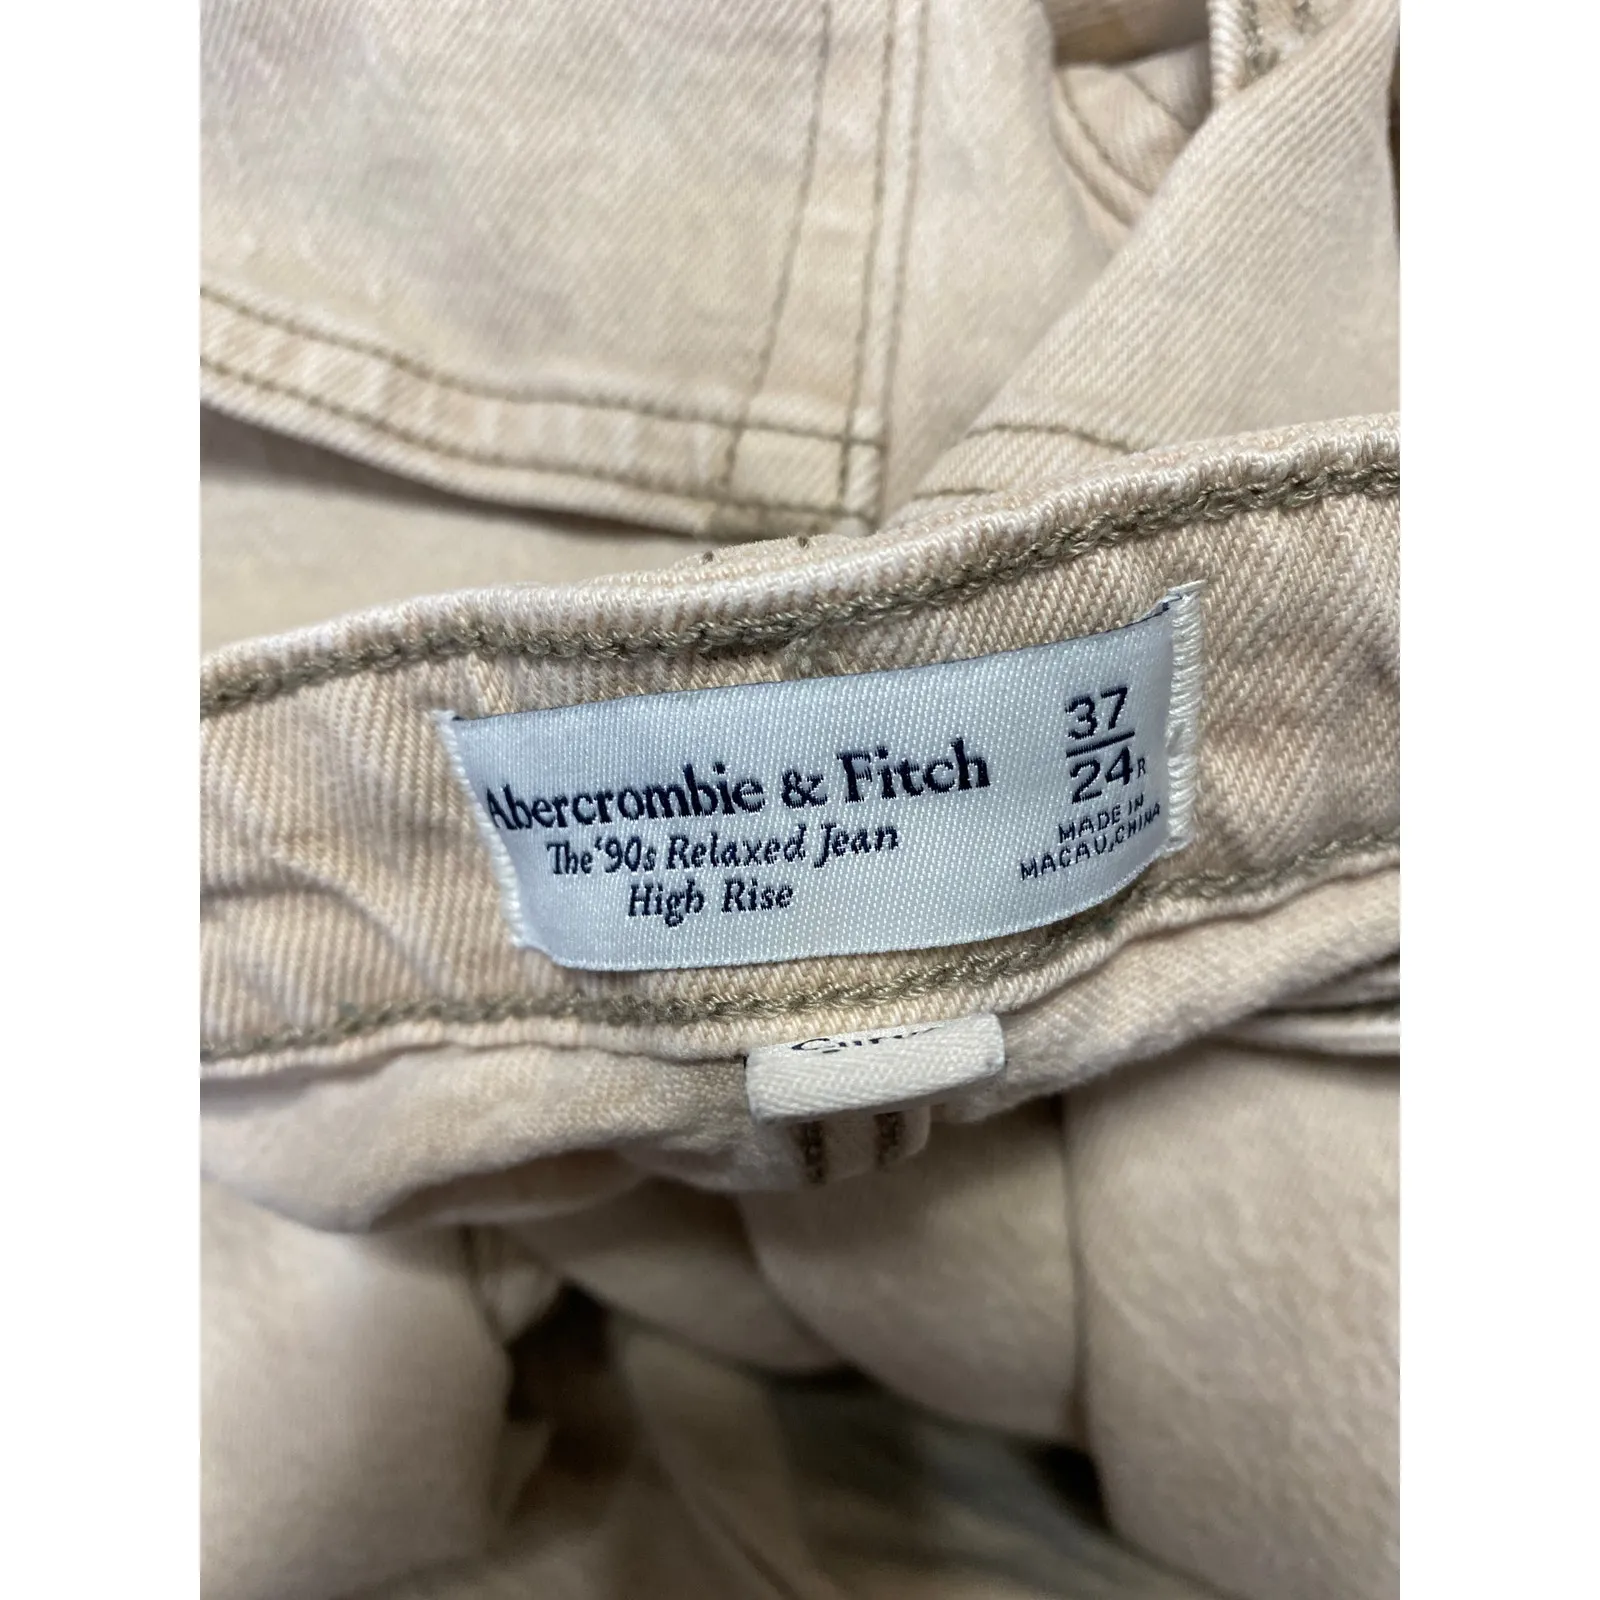 Abercrombie & Fitch
The '90s Relaxed Jean
High Rise
37
24R
MADE IN
MACAU, CHINA